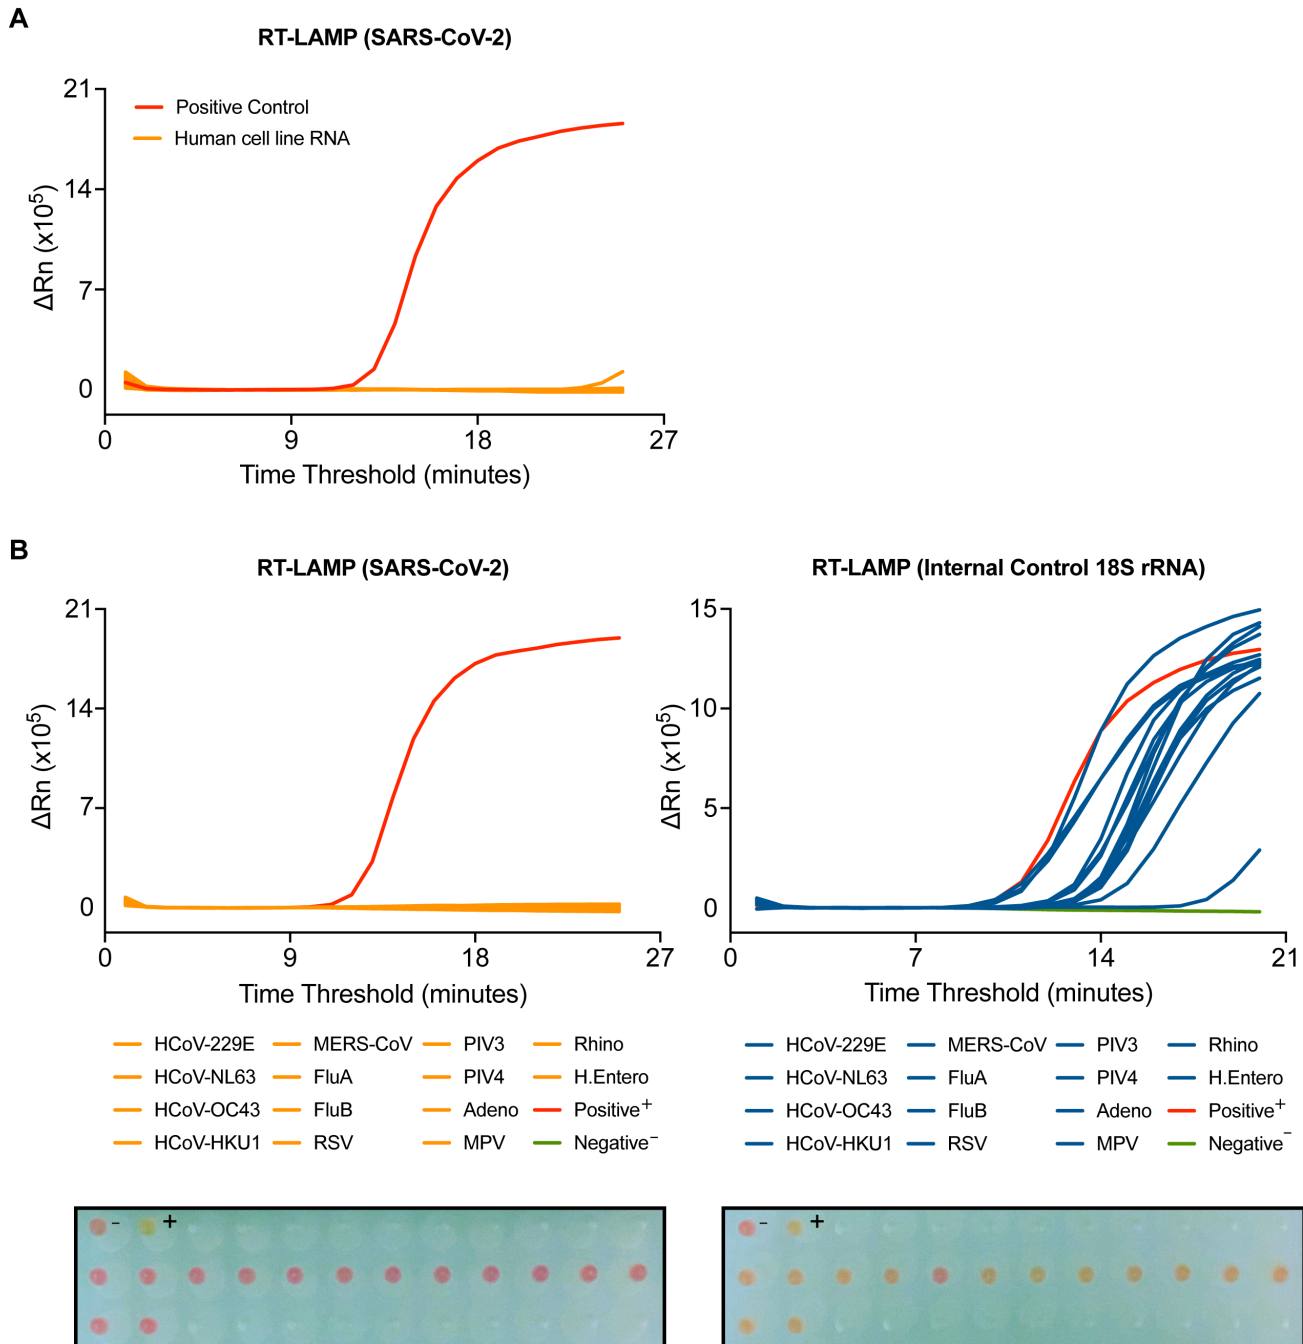 A
RT-LAMP (SARS-CoV-2)
21
14
7
0
ΔRn (x10⁵)
Positive Control
Human cell line RNA
0 9 18 27
Time Threshold (minutes)
B
RT-LAMP (SARS-CoV-2)
21
14
7
0
ΔRn (x10⁵)
0 9 18 27
Time Threshold (minutes)
HCoV-229E MERS-CoV PIV3 Rhino
HCoV-NL63 FluA PIV4 H.Entero
HCoV-OC43 FluB Adeno Positive⁺
HCoV-HKU1 RSV MPV Negative⁻
− +
RT-LAMP (Internal Control 18S rRNA)
15
10
5
0
ΔRn (x10⁵)
0 7 14 21
Time Threshold (minutes)
HCoV-229E MERS-CoV PIV3 Rhino
HCoV-NL63 FluA PIV4 H.Entero
HCoV-OC43 FluB Adeno Positive⁺
HCoV-HKU1 RSV MPV Negative⁻
− +